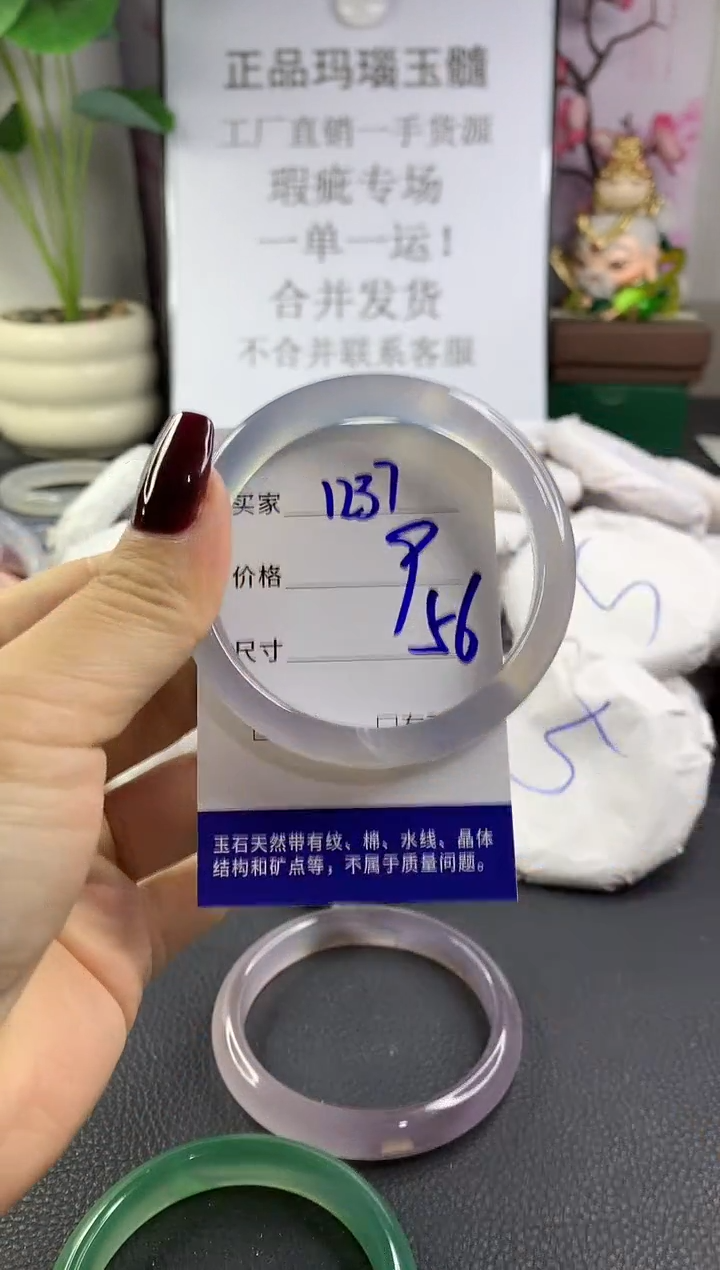 正品玛瑙玉髓
工厂直销一手货源
瑕疵专场
一单一运！
合并发货
不合并联系客服
买家 1237
价格
尺寸 56
玉石天然带有纹、棉、水线、晶体
结构和矿点等，不属于质量问题。
5
5